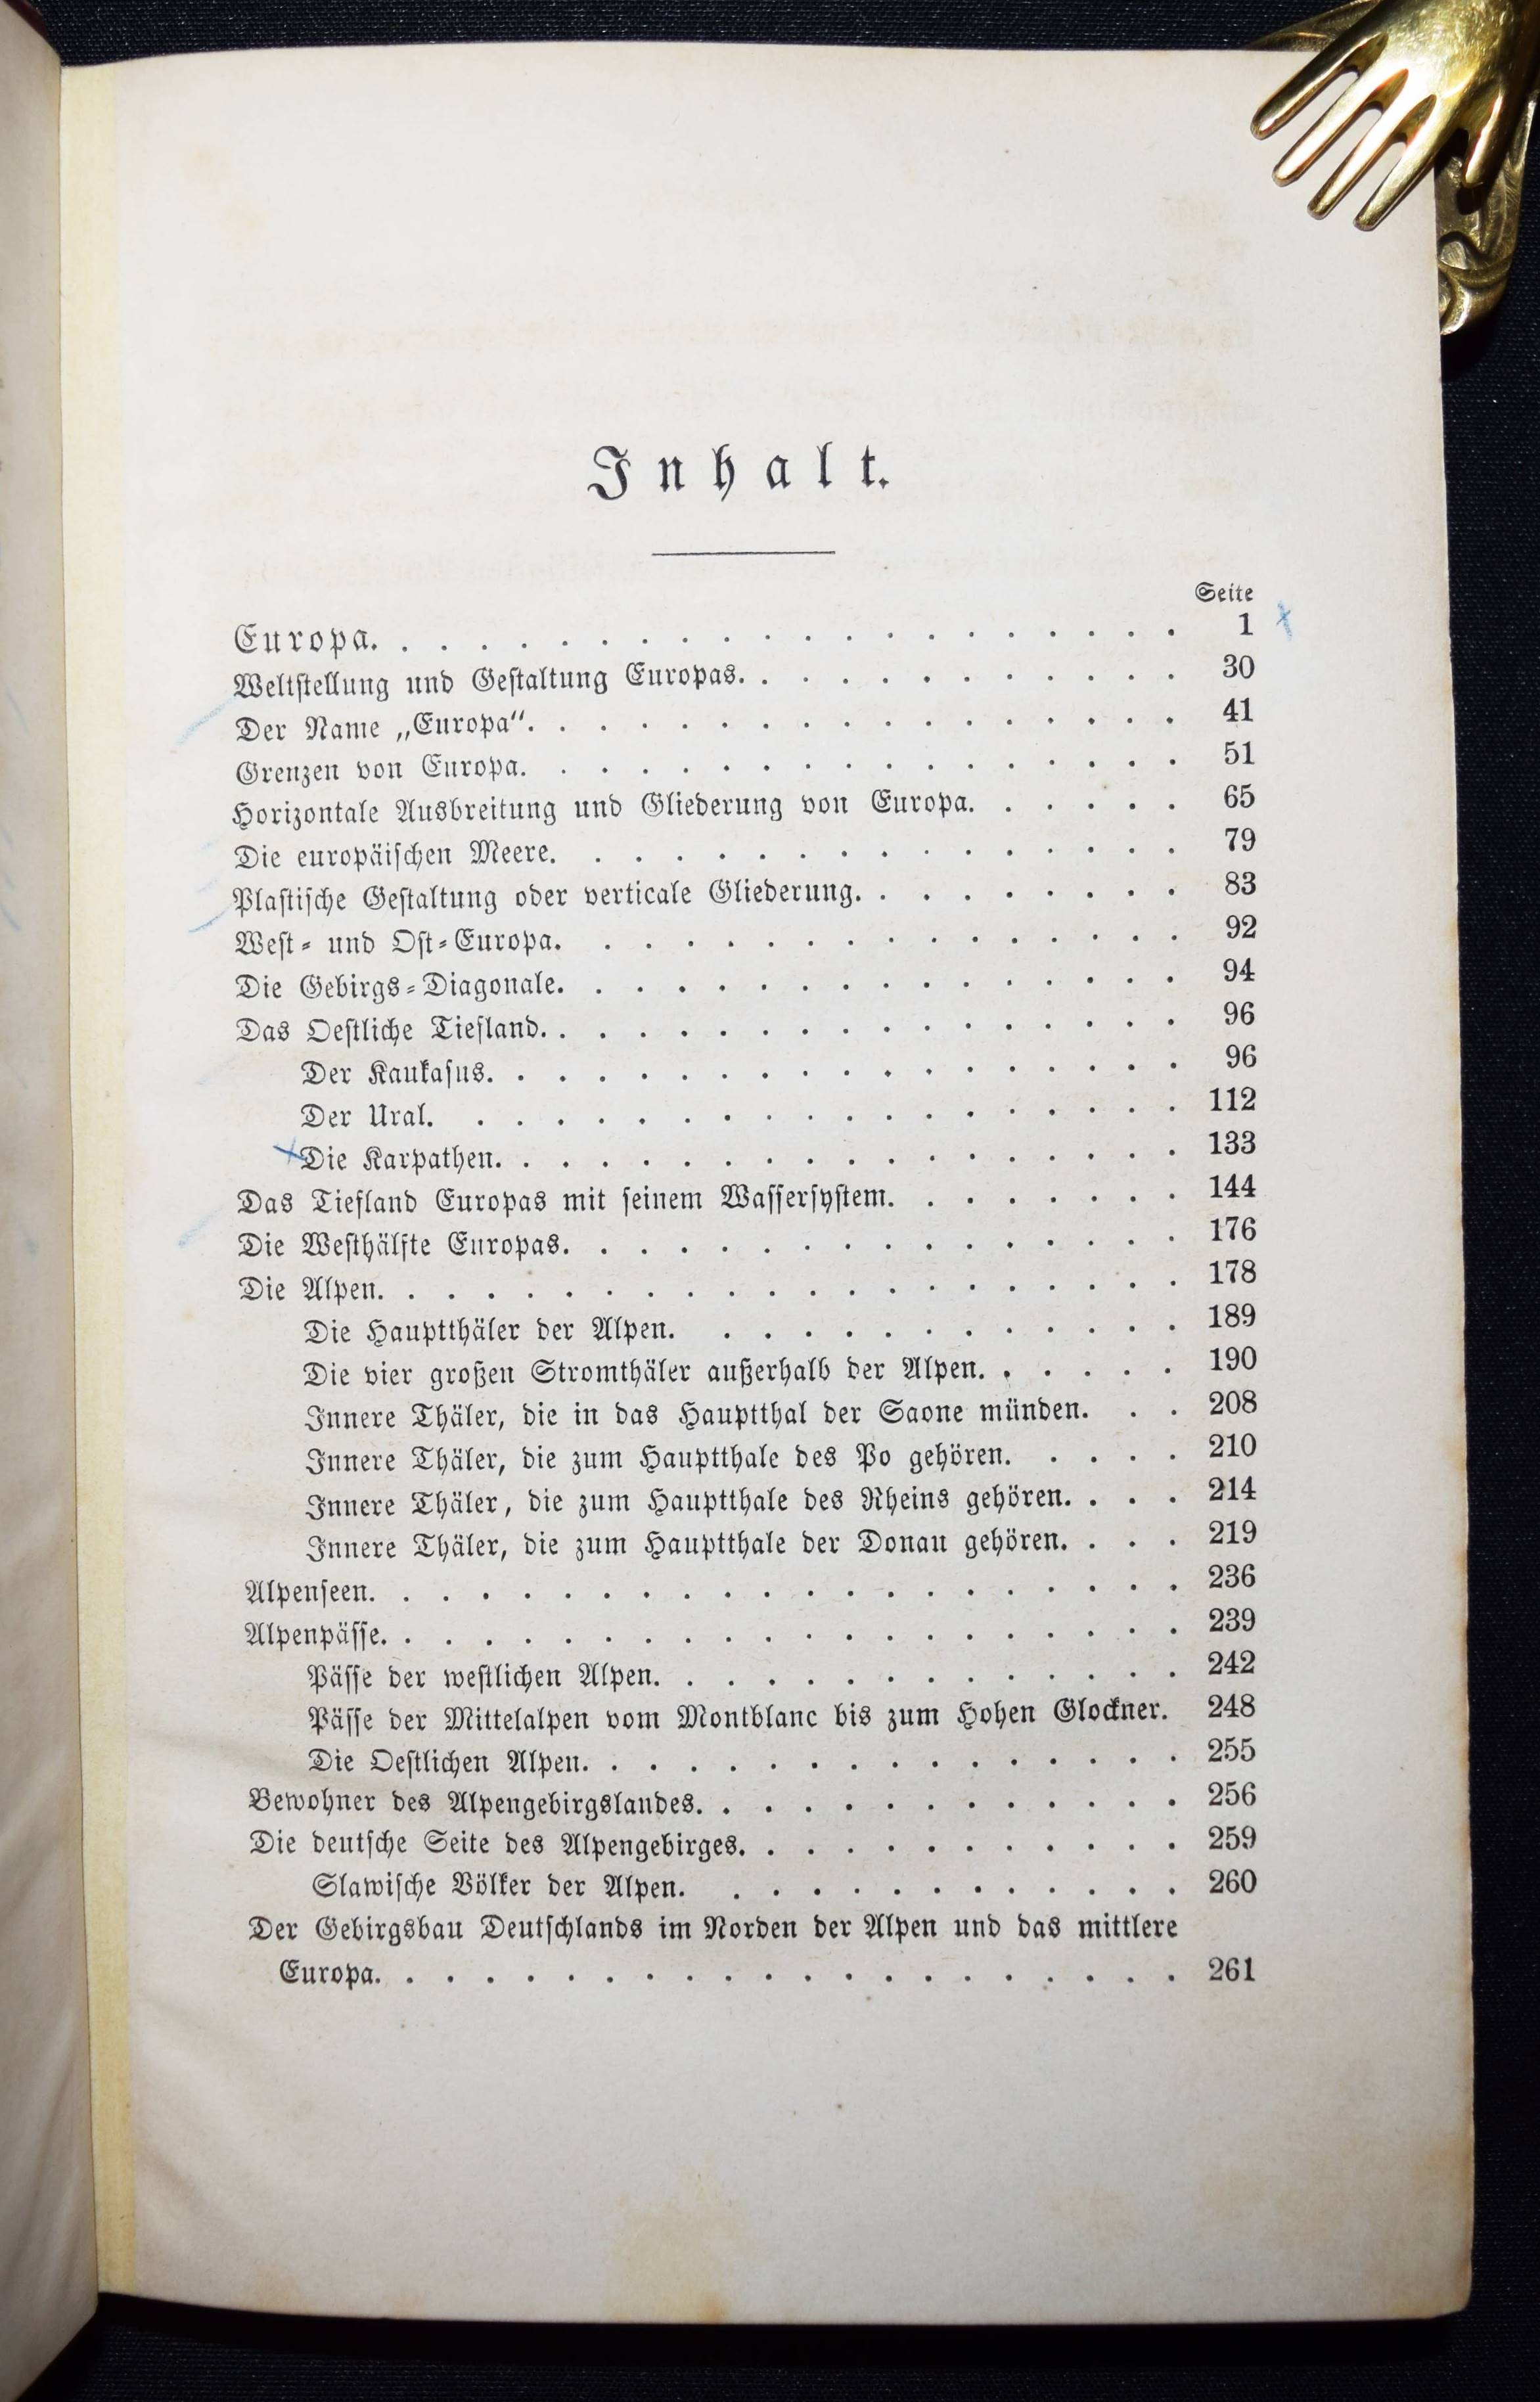 Inhalt.
Seite
Europa. . . . . . . . . . . . . . . . . . . . . 1
Weltstellung und Gestaltung Europas. . . . . . . . . . . . 30
Der Name „Europa“. . . . . . . . . . . . . . . . . 41
Grenzen von Europa. . . . . . . . . . . . . . . . . 51
Horizontale Ausbreitung und Gliederung von Europa. . . . . . 65
Die europäischen Meere. . . . . . . . . . . . . . . . 79
Plastische Gestaltung oder verticale Gliederung. . . . . . . . . 83
West- und Ost-Europa. . . . . . . . . . . . . . . . 92
Die Gebirgs-Diagonale. . . . . . . . . . . . . . . . 94
Das Oestliche Tiefland. . . . . . . . . . . . . . . . . 96
Der Kaukasus. . . . . . . . . . . . . . . . . . 96
Der Ural. . . . . . . . . . . . . . . . . . . 112
Die Karpathen. . . . . . . . . . . . . . . . . . 133
Das Tiefland Europas mit seinem Wassersystem. . . . . . . . 144
Die Westhälfte Europas. . . . . . . . . . . . . . . . 176
Die Alpen. . . . . . . . . . . . . . . . . . . . . 178
Die Hauptthäler der Alpen. . . . . . . . . . . . . 189
Die vier großen Stromthäler außerhalb der Alpen. . . . . . 190
Innere Thäler, die in das Hauptthal der Saone münden. . . 208
Innere Thäler, die zum Hauptthale des Po gehören. . . . . 210
Innere Thäler, die zum Hauptthale des Rheins gehören. . . . 214
Innere Thäler, die zum Hauptthale der Donau gehören. . . . 219
Alpenseen. . . . . . . . . . . . . . . . . . . . . 236
Alpenpässe. . . . . . . . . . . . . . . . . . . . . 239
Pässe der westlichen Alpen. . . . . . . . . . . . . . 242
Pässe der Mittelalpen vom Montblanc bis zum Hohen Glockner. 248
Die Oestlichen Alpen. . . . . . . . . . . . . . . . 255
Bewohner des Alpengebirgslandes. . . . . . . . . . . . . 256
Die deutsche Seite des Alpengebirges. . . . . . . . . . . . 259
Slawische Völker der Alpen. . . . . . . . . . . . . 260
Der Gebirgsbau Deutschlands im Norden der Alpen und das mittlere
Europa. . . . . . . . . . . . . . . . . . . . . 261